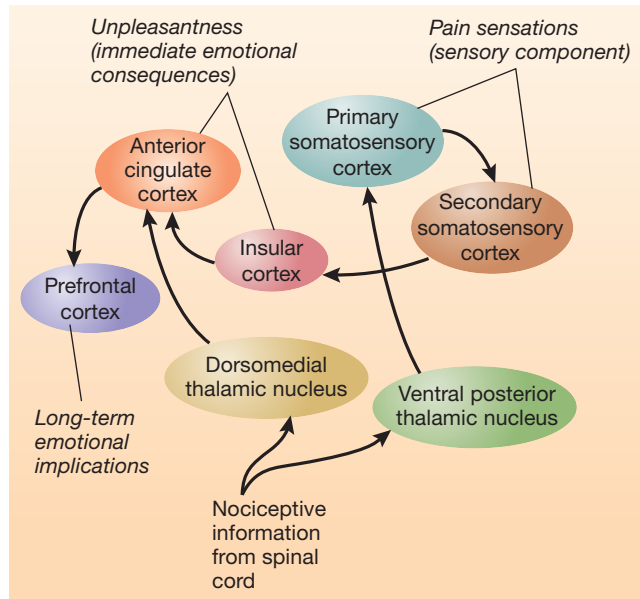 Unpleasantness
(immediate emotional
consequences)
Pain sensations
(sensory component)
Anterior
cingulate
cortex
Primary
somatosensory
cortex
Secondary
somatosensory
cortex
Insular
cortex
Prefrontal
cortex
Dorsomedial
thalamic nucleus
Ventral posterior
thalamic nucleus
Long-term
emotional
implications
Nociceptive
information
from spinal
cord